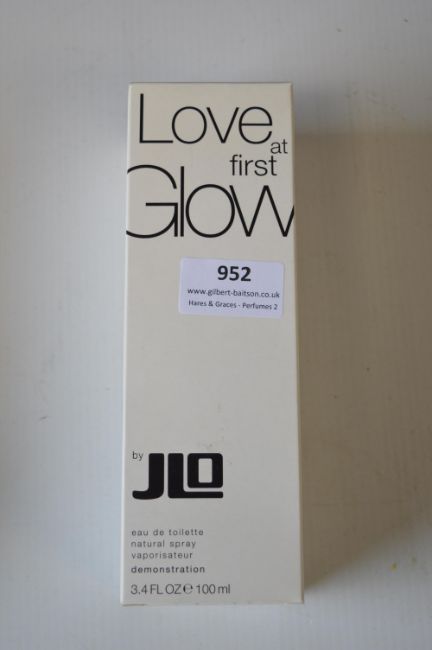 Love
at
first
Glow
952
www.gilbert-baitson.co.uk
Hares & Graces - Perfumes 2
by JLO
eau de toilette
natural spray
vaporisateur
demonstration
3.4 FL OZ ℮ 100 ml